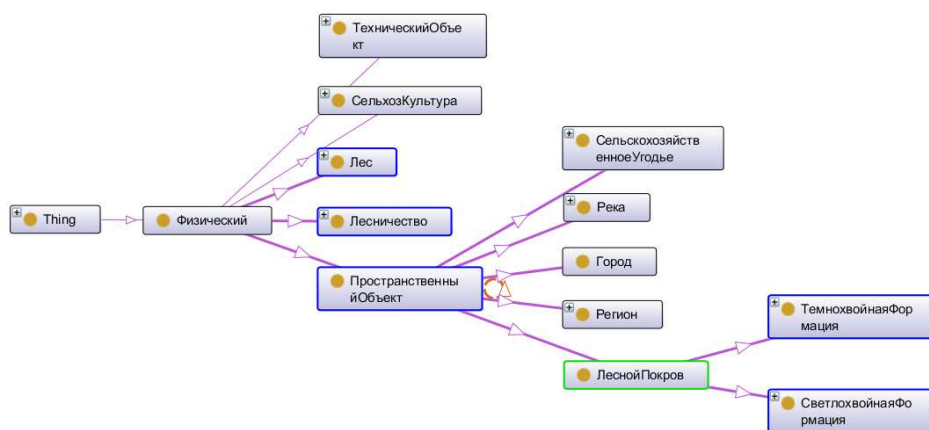 ТехническийОбъе
кт
СельхозКультура
Лес
Thing
Физический
Лесничество
Пространственны
йОбъект
Сельскохозяйств
енноеУгодье
Река
Город
Регион
ЛеснойПокров
ТемнохвойнаяФор
мация
СветлохвойнаяФо
рмация